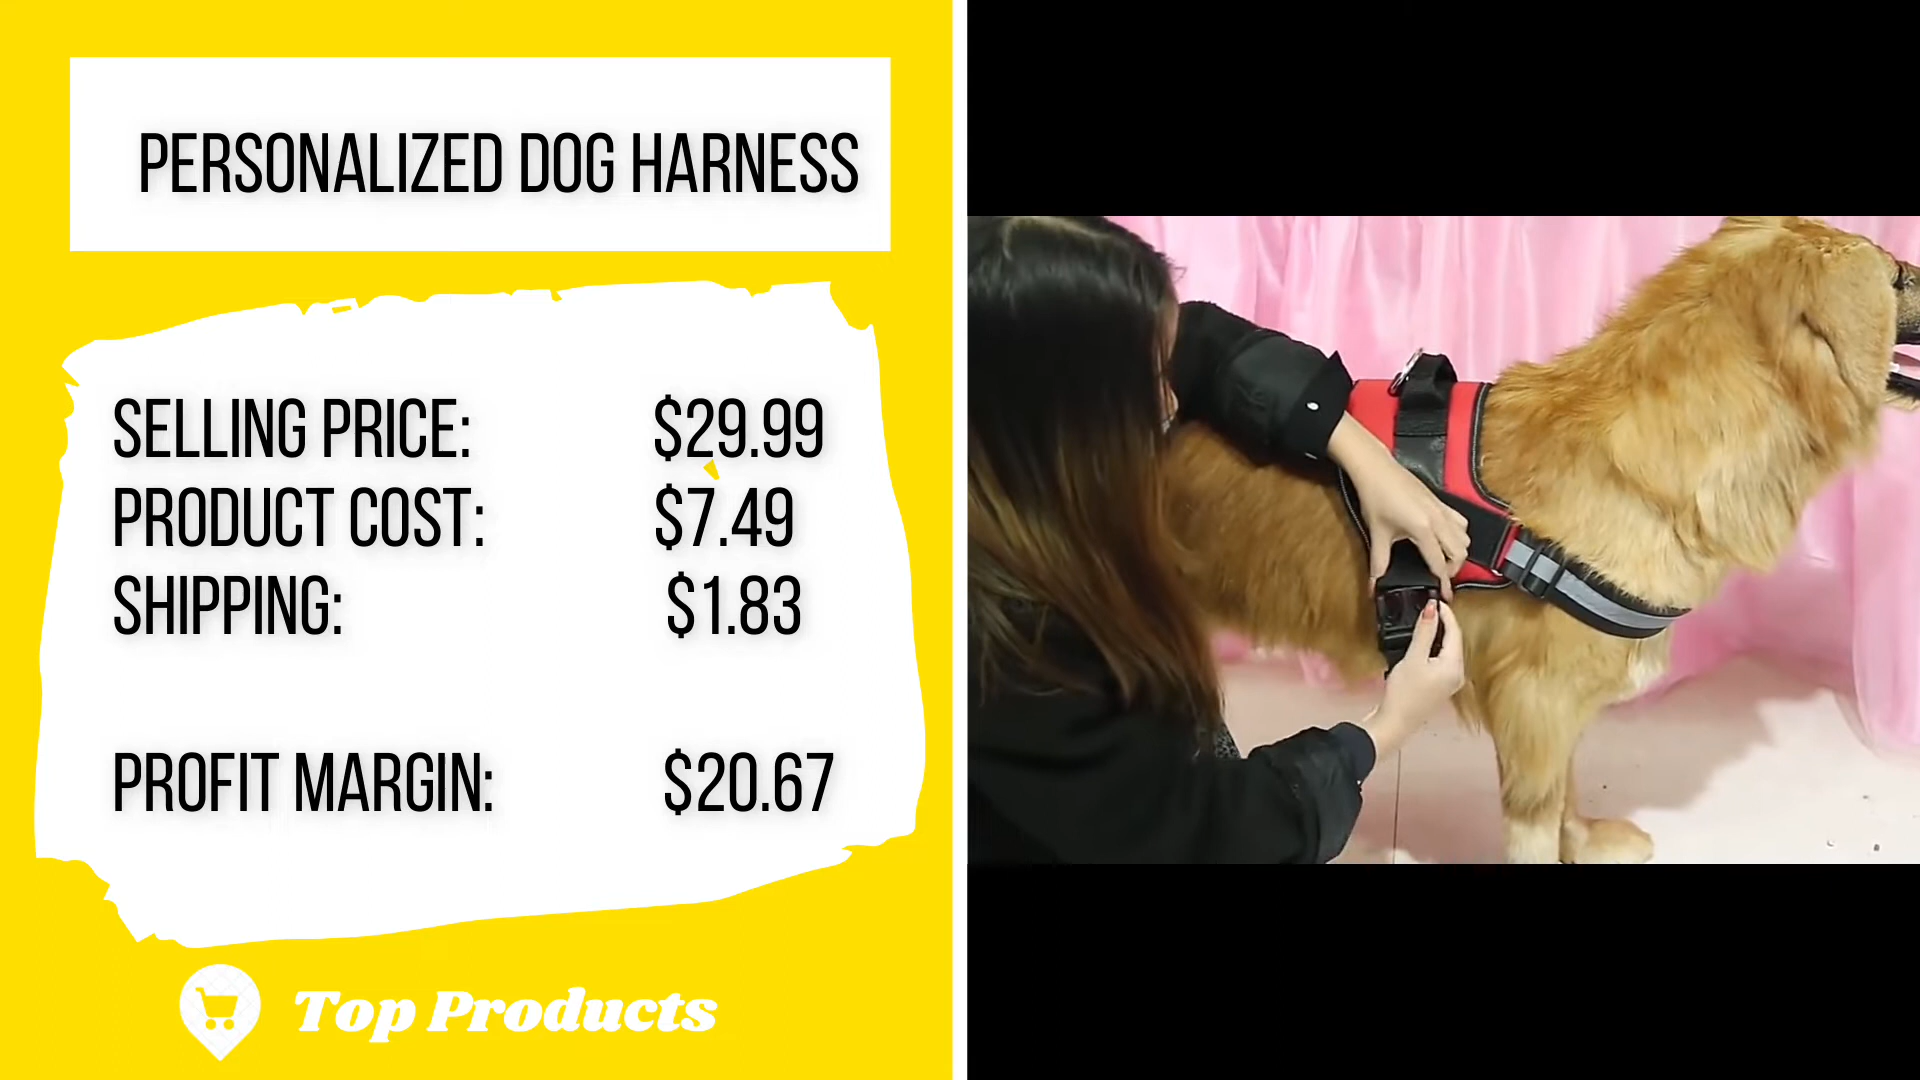 PERSONALIZED DOG HARNESS
SELLING PRICE: $29.99
PRODUCT COST: $7.49
SHIPPING: $1.83
PROFIT MARGIN: $20.67
Top Products